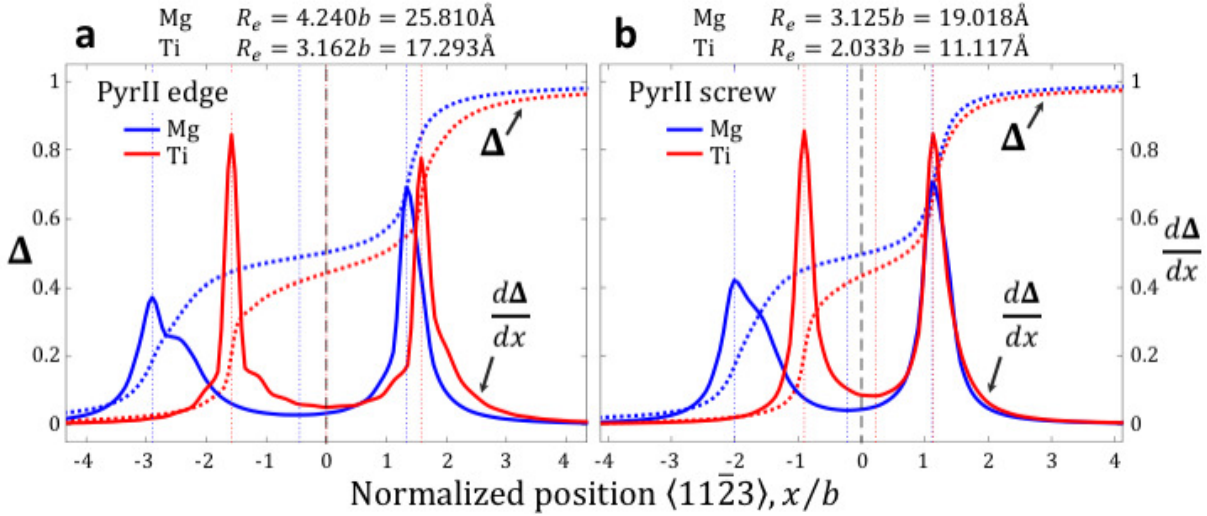 Mg R_e = 4.240b = 25.810Å
Ti R_e = 3.162b = 17.293Å
Mg R_e = 3.125b = 19.018Å
Ti R_e = 2.033b = 11.117Å
a
b
PyrII edge
Mg
Ti
Δ
dΔ
dx
PyrII screw
Mg
Ti
Δ
dΔ
dx
1
0.8
0.6
0.4
0.2
0
Δ
1
0.8
0.6
0.4
0.2
0
dΔ
dx
-4 -3 -2 -1 0 1 2 3 4
-4 -3 -2 -1 0 1 2 3 4
Normalized position ⟨112̅3⟩, x/b